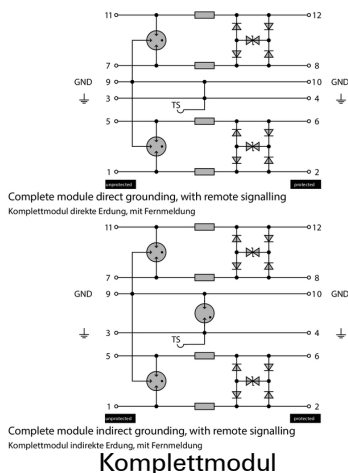 11 12
7 8
GND 9 10 GND
3 4
TS
5 6
1 2
unprotected protected
Complete module direct grounding, with remote signalling
Komplettmodul direkte Erdung, mit Fernmeldung
11 12
7 8
GND 9 10 GND
3 4
TS
5 6
1 2
unprotected protected
Complete module indirect grounding, with remote signalling
Komplettmodul indirekte Erdung, mit Fernmeldung
Komplettmodul